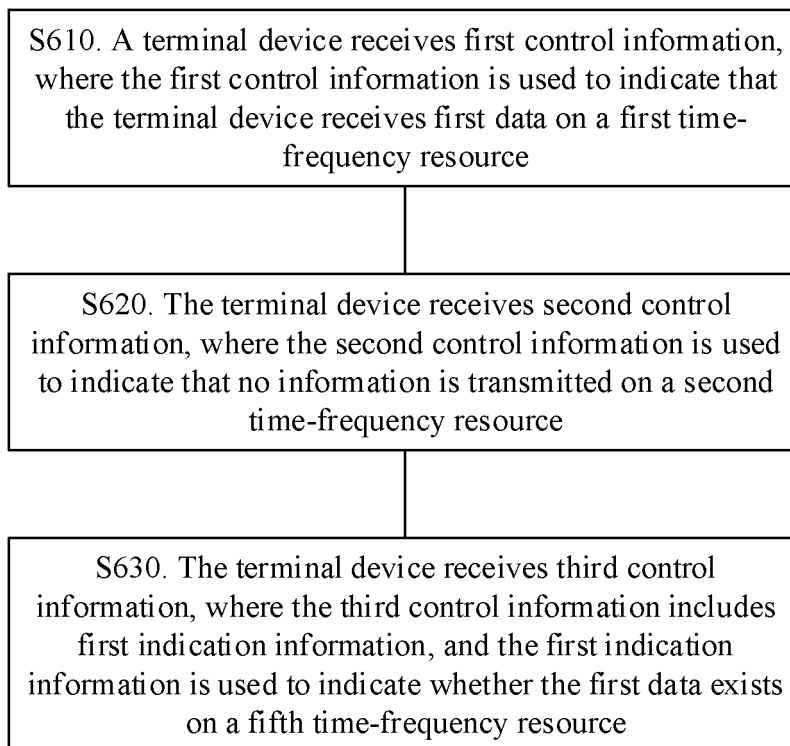 S610. A terminal device receives first control information,
where the first control information is used to indicate that
the terminal device receives first data on a first time-
frequency resource
S620. The terminal device receives second control
information, where the second control information is used
to indicate that no information is transmitted on a second
time-frequency resource
S630. The terminal device receives third control
information, where the third control information includes
first indication information, and the first indication
information is used to indicate whether the first data exists
on a fifth time-frequency resource